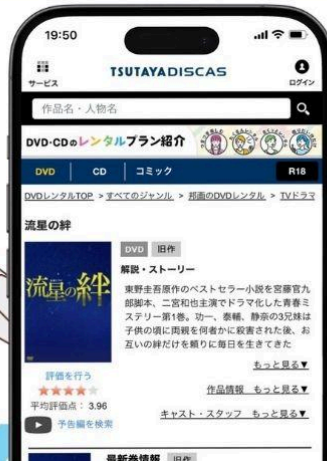 19:50
サービス
TSUTAYA DISCAS
ログイン
作品名・人物名
DVD・CDのレンタルプラン紹介
DVD
CD
コミック
R18
DVDレンタルTOP > すべてのジャンル > 邦画のDVDレンタル > TVドラマ
流星の絆
DVD 旧作
解説・ストーリー
流星の絆
東野圭吾原作のベストセラー小説を宮藤官九
郎脚本、二宮和也主演でドラマ化した青春ミ
ステリー第1巻。功一、泰輔、静奈の3兄妹は
子供の頃に両親を何者かに殺害された後、お
互いの絆だけを頼りに毎日を生きてきた
もっと見る▼
評価を行う
作品情報 もっと見る▼
平均評価点: 3.96
キャスト・スタッフ もっと見る▼
予告編を検索
最新巻情報 旧作